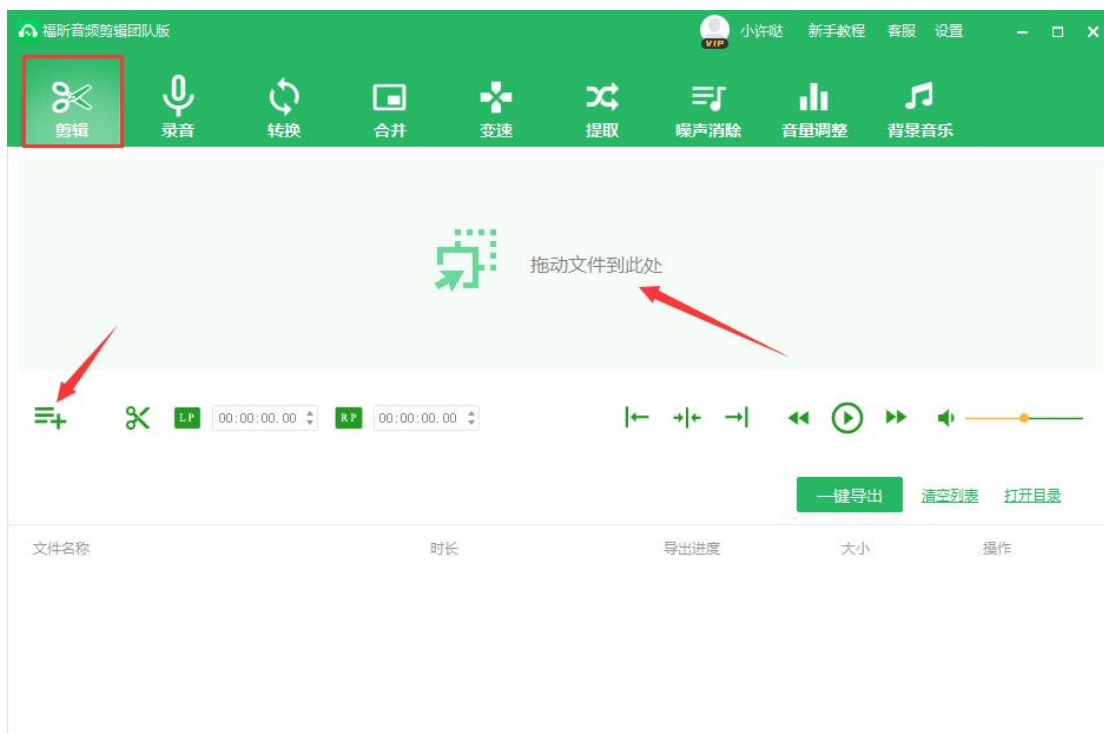 福昕音频剪辑团队版
VIP
小许哒 新手教程 客服 设置
剪辑 录音 转换 合并 变速 提取 噪声消除 音量调整 背景音乐
拖动文件到此处
LP 00:00:00.00 RP 00:00:00.00
一键导出 清空列表 打开目录
文件名称 时长 导出进度 大小 操作